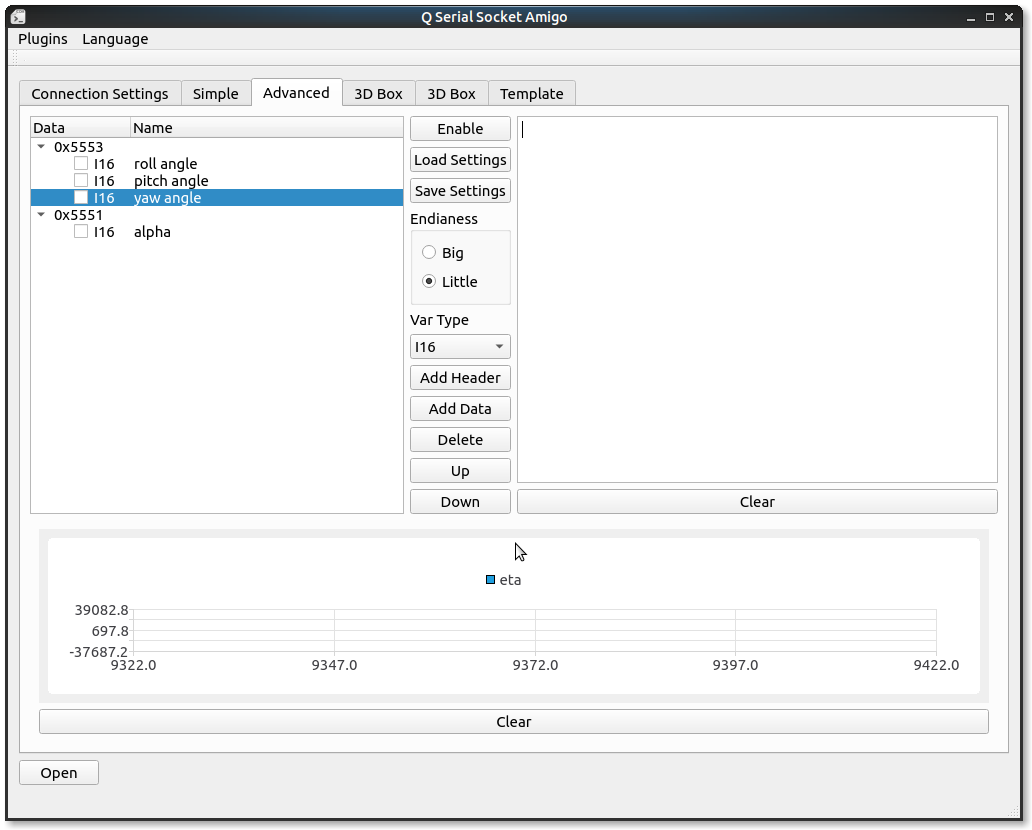 Q Serial Socket Amigo
Plugins Language
Connection Settings Simple Advanced 3D Box 3D Box Template
Data Name
0x5553
I16 roll angle
I16 pitch angle
I16 yaw angle
0x5551
I16 alpha
Enable
Load Settings
Save Settings
Endianess
Big
Little
Var Type
I16
Add Header
Add Data
Delete
Up
Down
Clear
eta
39082.8
697.8
-37687.2
9322.0 9347.0 9372.0 9397.0 9422.0
Clear
Open